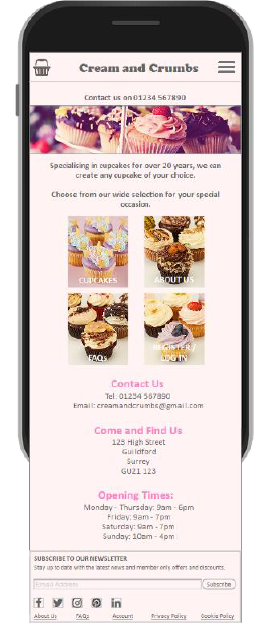 Cream and Crumbs
Contact us on 01234 567890
Specialising in cupcakes for over 20 years, we can
create any cupcake of your choice.
Choose from our wide selection for your special
occasion.
CUPCAKES
ABOUT US
FAQs
REGISTER /
LOG IN
Contact Us
Tel: 01234 567890
Email: creamandcrumbs@gmail.com
Come and Find Us
123 High Street
Guildford
Surrey
GU21 123
Opening Times:
Monday - Thursday: 9am - 6pm
Friday: 9am - 7pm
Saturday: 9am - 7pm
Sunday: 10am - 4pm
SUBSCRIBE TO OUR NEWSLETTER
Stay up to date with the latest news and member only offers and discounts.
Email Address
Subscribe
About Us FAQs Account Privacy Policy Cookie Policy